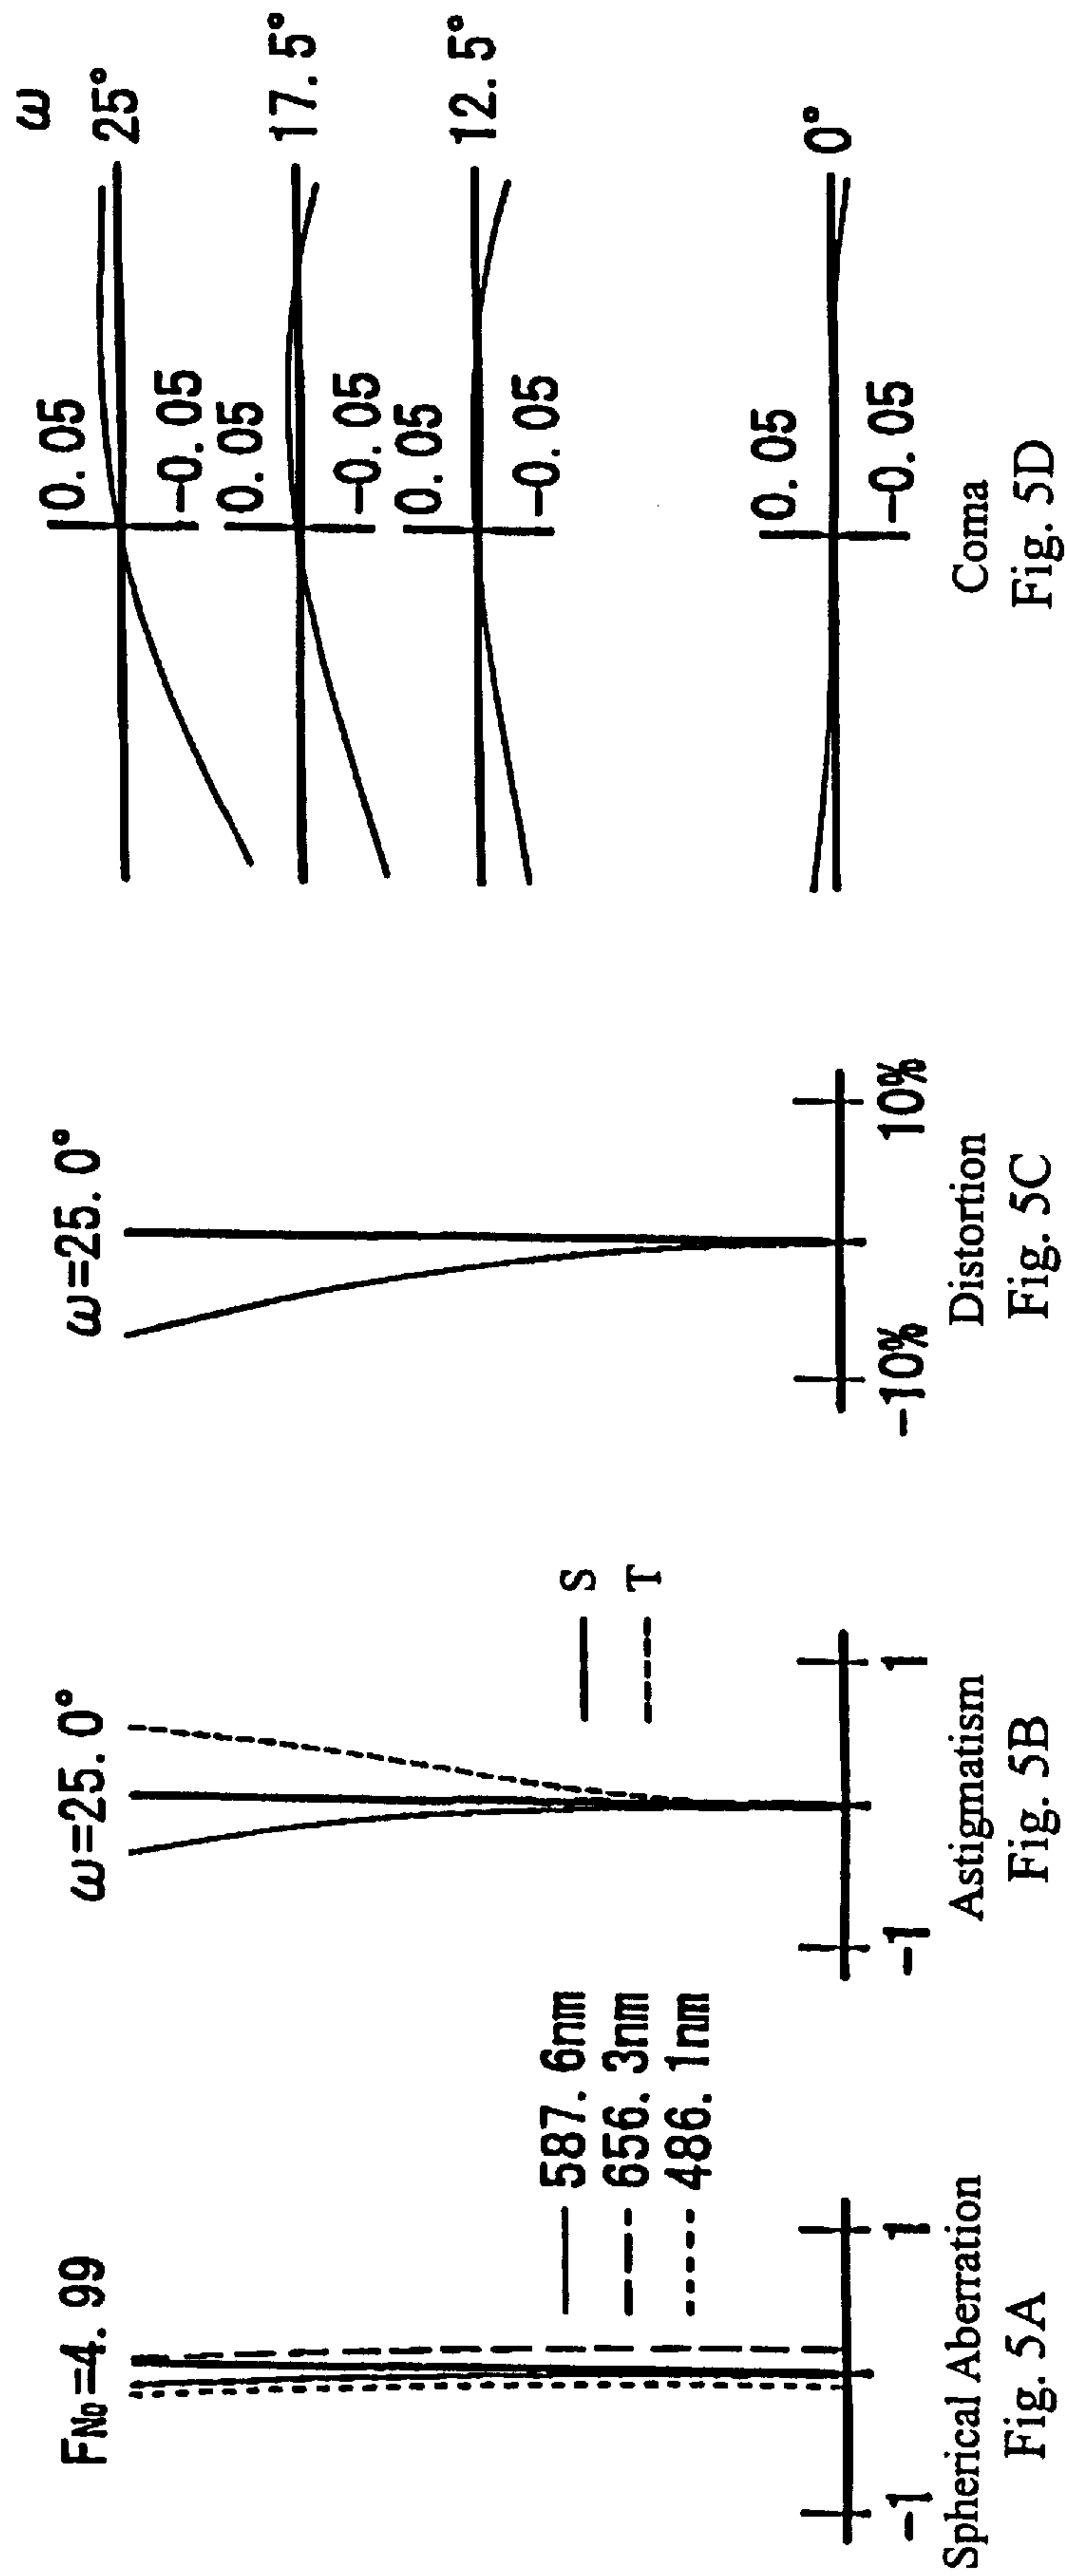 FNo=4. 99
587. 6nm
656. 3nm
486. 1nm
-1
1
Spherical Aberration
Fig. 5A
ω=25. 0°
S
T
-1
1
Astigmatism
Fig. 5B
ω=25. 0°
-10%
10%
Distortion
Fig. 5C
ω
0. 05
25°
-0. 05
0. 05
17. 5°
-0. 05
0. 05
12. 5°
-0. 05
0. 05
0°
-0. 05
Coma
Fig. 5D